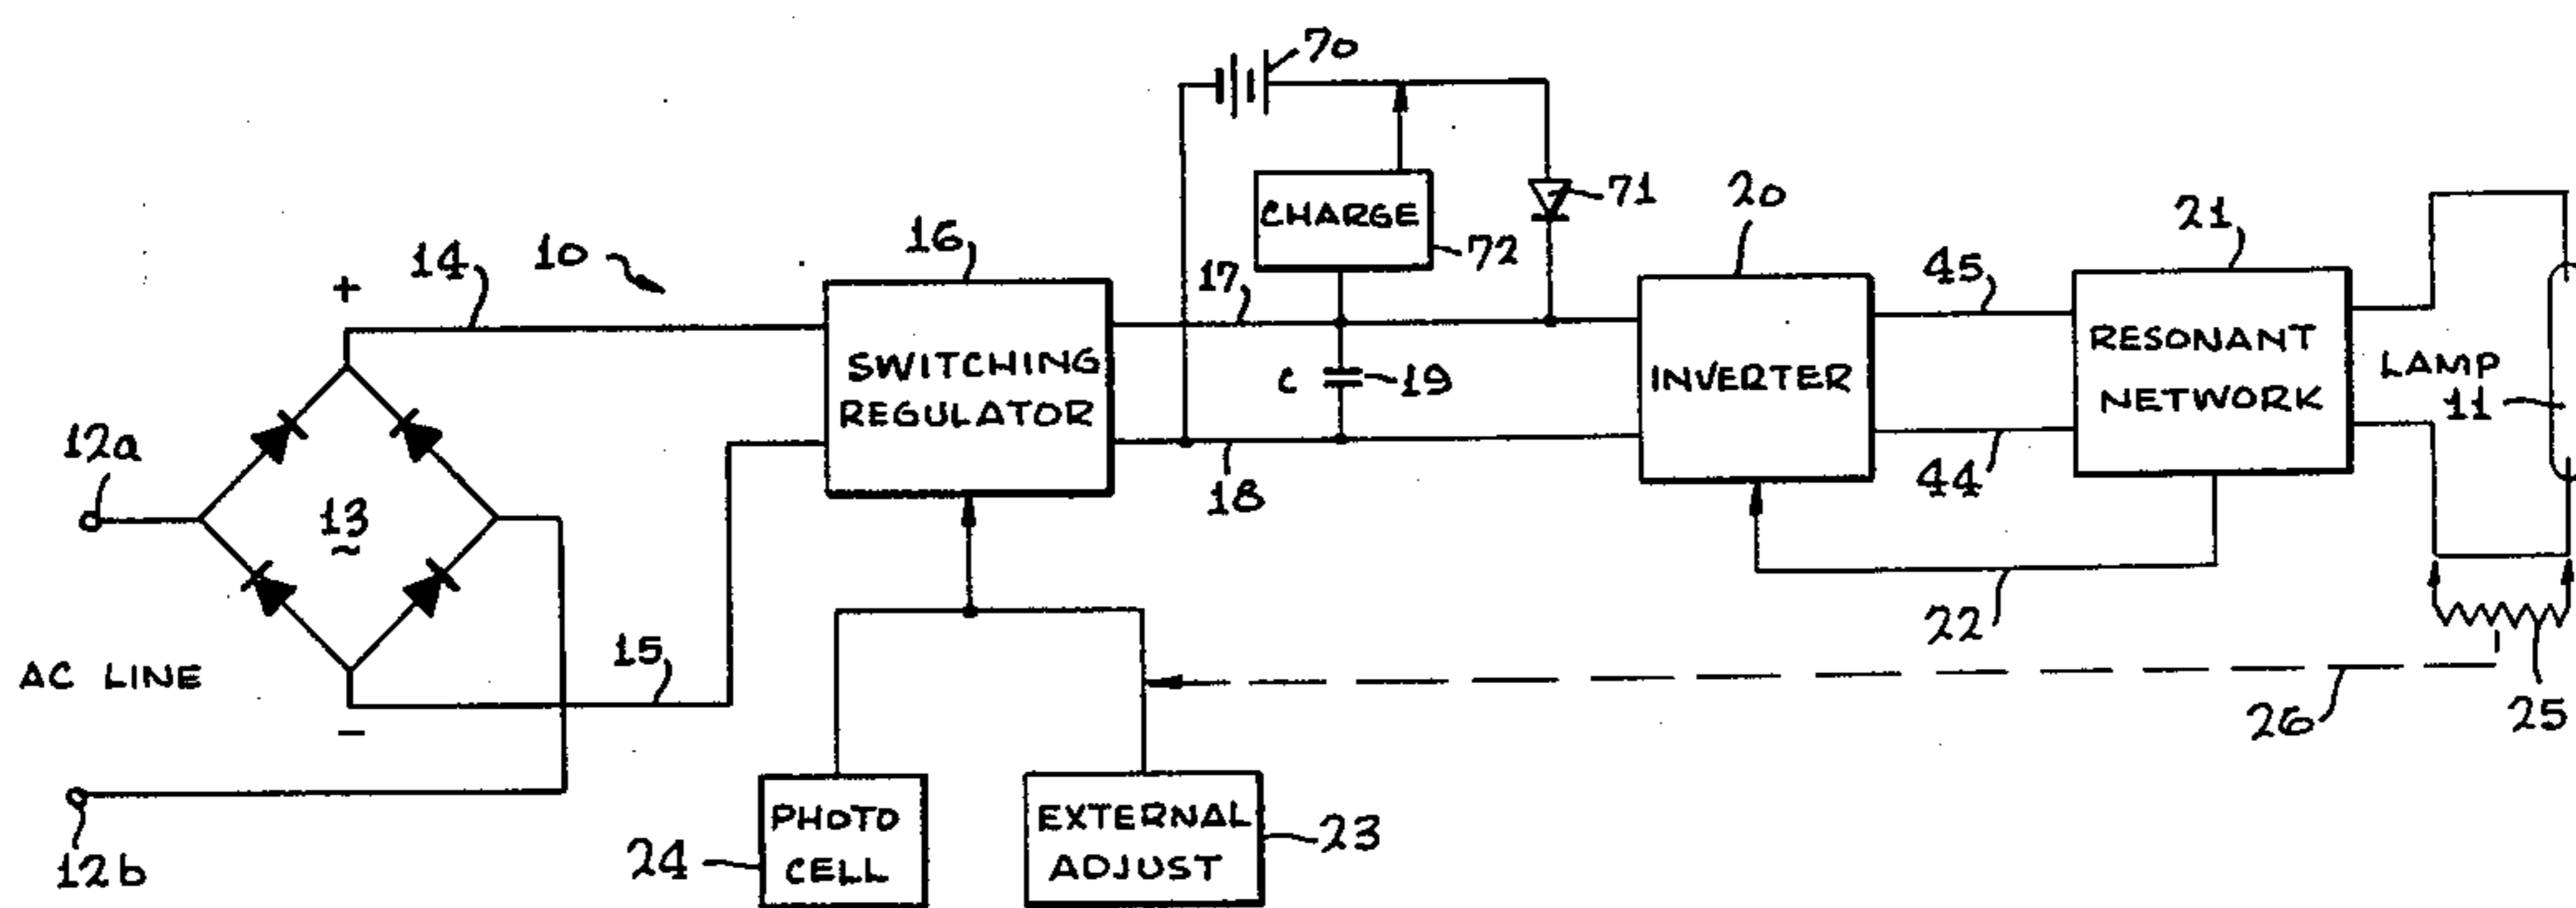 70
71
CHARGE
72
20
21
16
14
10
+
17
45
SWITCHING
REGULATOR
C
19
INVERTER
RESONANT
NETWORK
LAMP
11
12a
13
~
18
44
22
15
AC LINE
25
26
−
PHOTO
CELL
24
EXTERNAL
ADJUST
23
12b